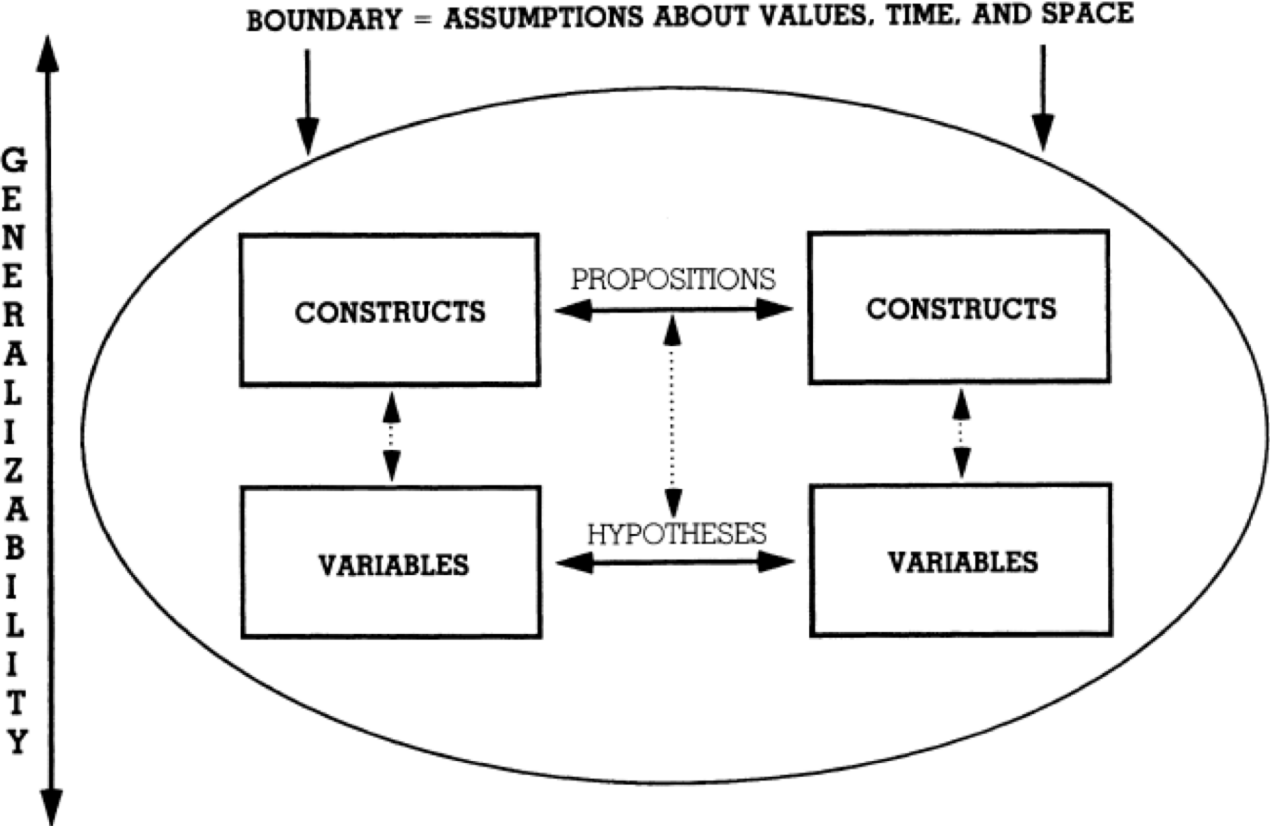 BOUNDARY = ASSUMPTIONS ABOUT VALUES, TIME, AND SPACE
GENERALIZABILITY
PROPOSITIONS
CONSTRUCTS
CONSTRUCTS
HYPOTHESES
VARIABLES
VARIABLES